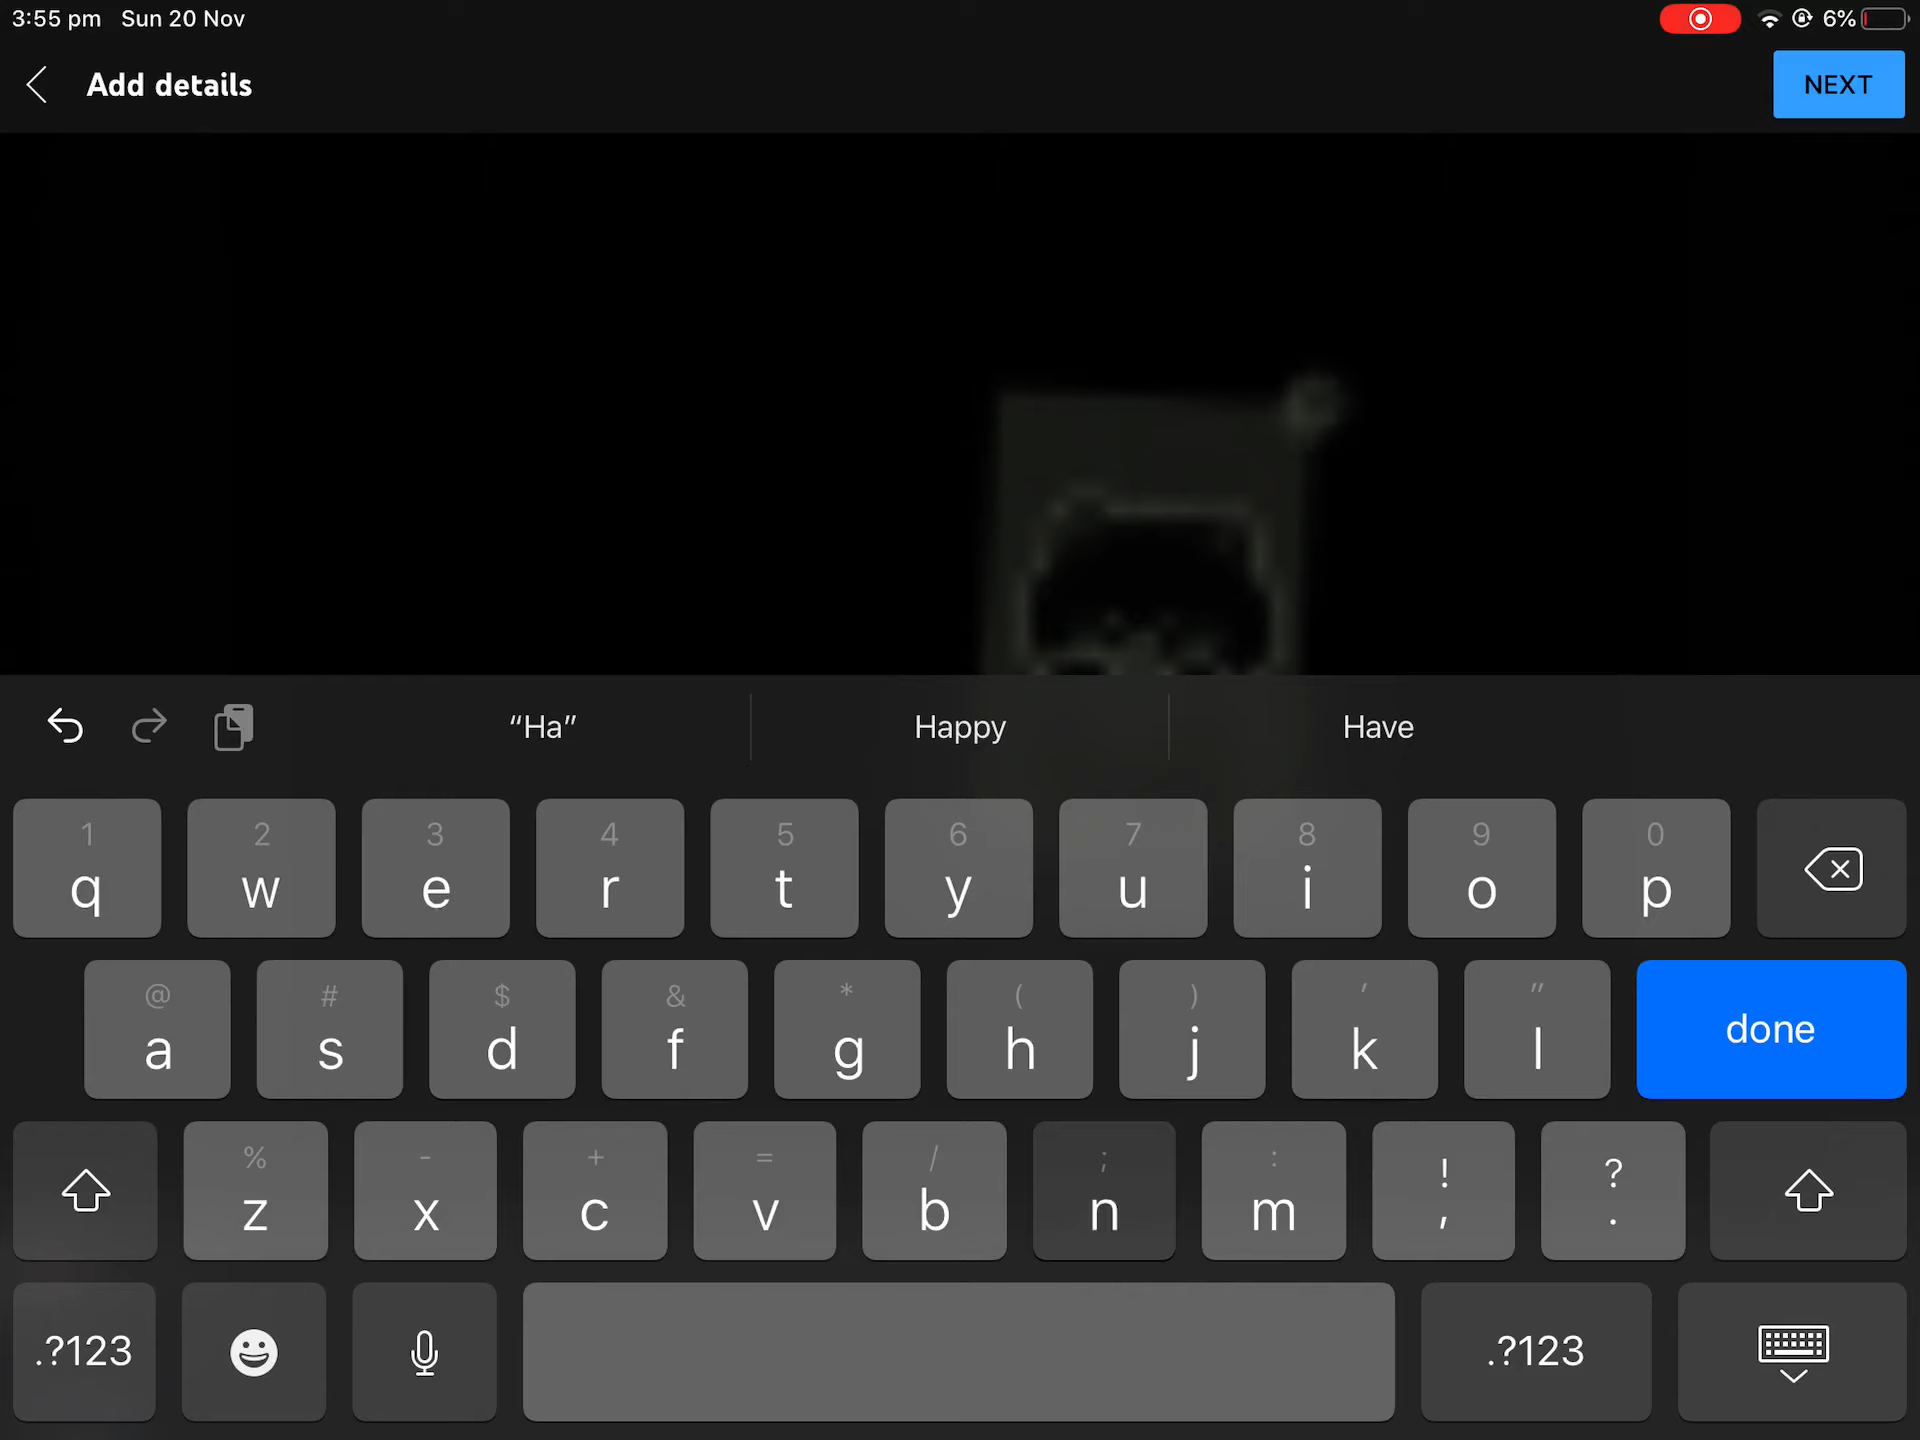 3:55 pm Sun 20 Nov 6%
Add details NEXT
“Ha” Happy Have
1 2 3 4 5 6 7 8 9 0
q w e r t y u i o p
@ # $ & * ( ) ' "
a s d f g h j k l done
% - + = / ; : ! ?
z x c v b n m , .
.?123 .?123